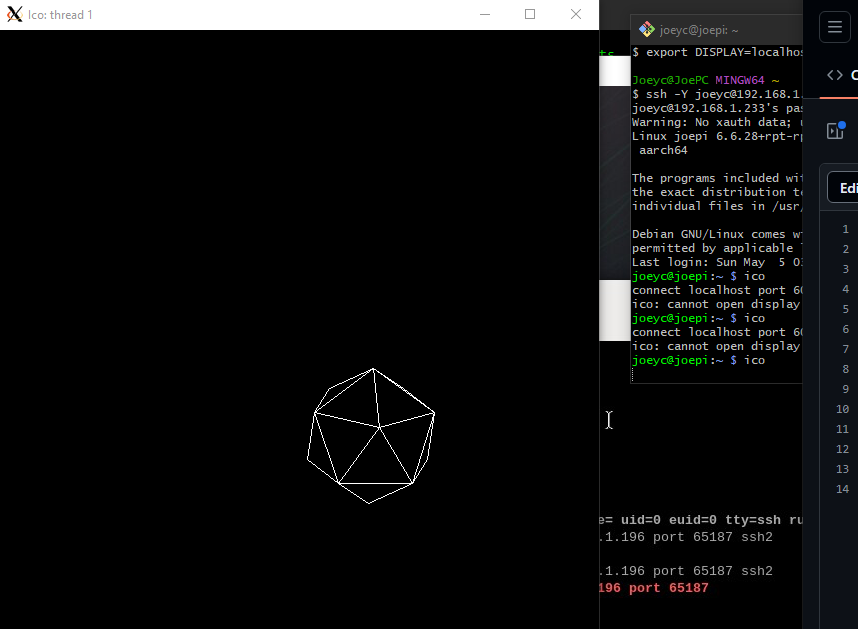 Ico: thread 1
joeyc@joepi: ~
$ export DISPLAY=localhos
Joeyc@JoePC MINGW64 ~
$ ssh -Y joeyc@192.168.1.
joeyc@192.168.1.233's pas
Warning: No xauth data; u
Linux joepi 6.6.28+rpt-rp
aarch64
The programs included wit
the exact distribution te
individual files in /usr/
Debian GNU/Linux comes wi
permitted by applicable l
Last login: Sun May 5 03
joeyc@joepi:~ $ ico
connect localhost port 60
ico: cannot open display
joeyc@joepi:~ $ ico
connect localhost port 60
ico: cannot open display
joeyc@joepi:~ $ ico
ts
e= uid=0 euid=0 tty=ssh ru
.1.196 port 65187 ssh2
.1.196 port 65187 ssh2
196 port 65187
<> C
Edi
1
2
3
4
5
6
7
8
9
10
11
12
13
14